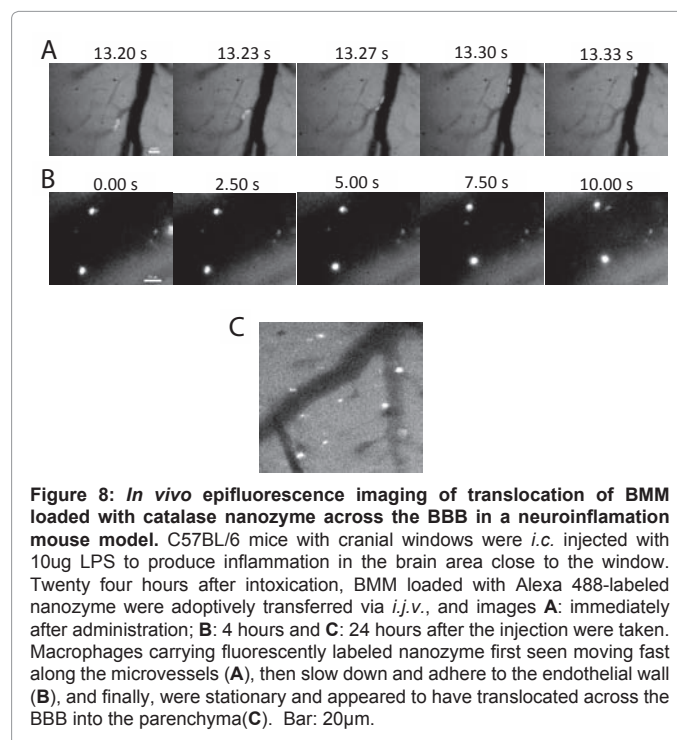 A
13.20 s 13.23 s 13.27 s 13.30 s 13.33 s
B
0.00 s 2.50 s 5.00 s 7.50 s 10.00 s
C
Figure 8: In vivo epifluorescence imaging of translocation of BMM
loaded with catalase nanozyme across the BBB in a neuroinflamation
mouse model. C57BL/6 mice with cranial windows were i.c. injected with
10ug LPS to produce inflammation in the brain area close to the window.
Twenty four hours after intoxication, BMM loaded with Alexa 488-labeled
nanozyme were adoptively transferred via i.j.v., and images A: immediately
after administration; B: 4 hours and C: 24 hours after the injection were taken.
Macrophages carrying fluorescently labeled nanozyme first seen moving fast
along the microvessels (A), then slow down and adhere to the endothelial wall
(B), and finally, were stationary and appeared to have translocated across the
BBB into the parenchyma(C). Bar: 20µm.